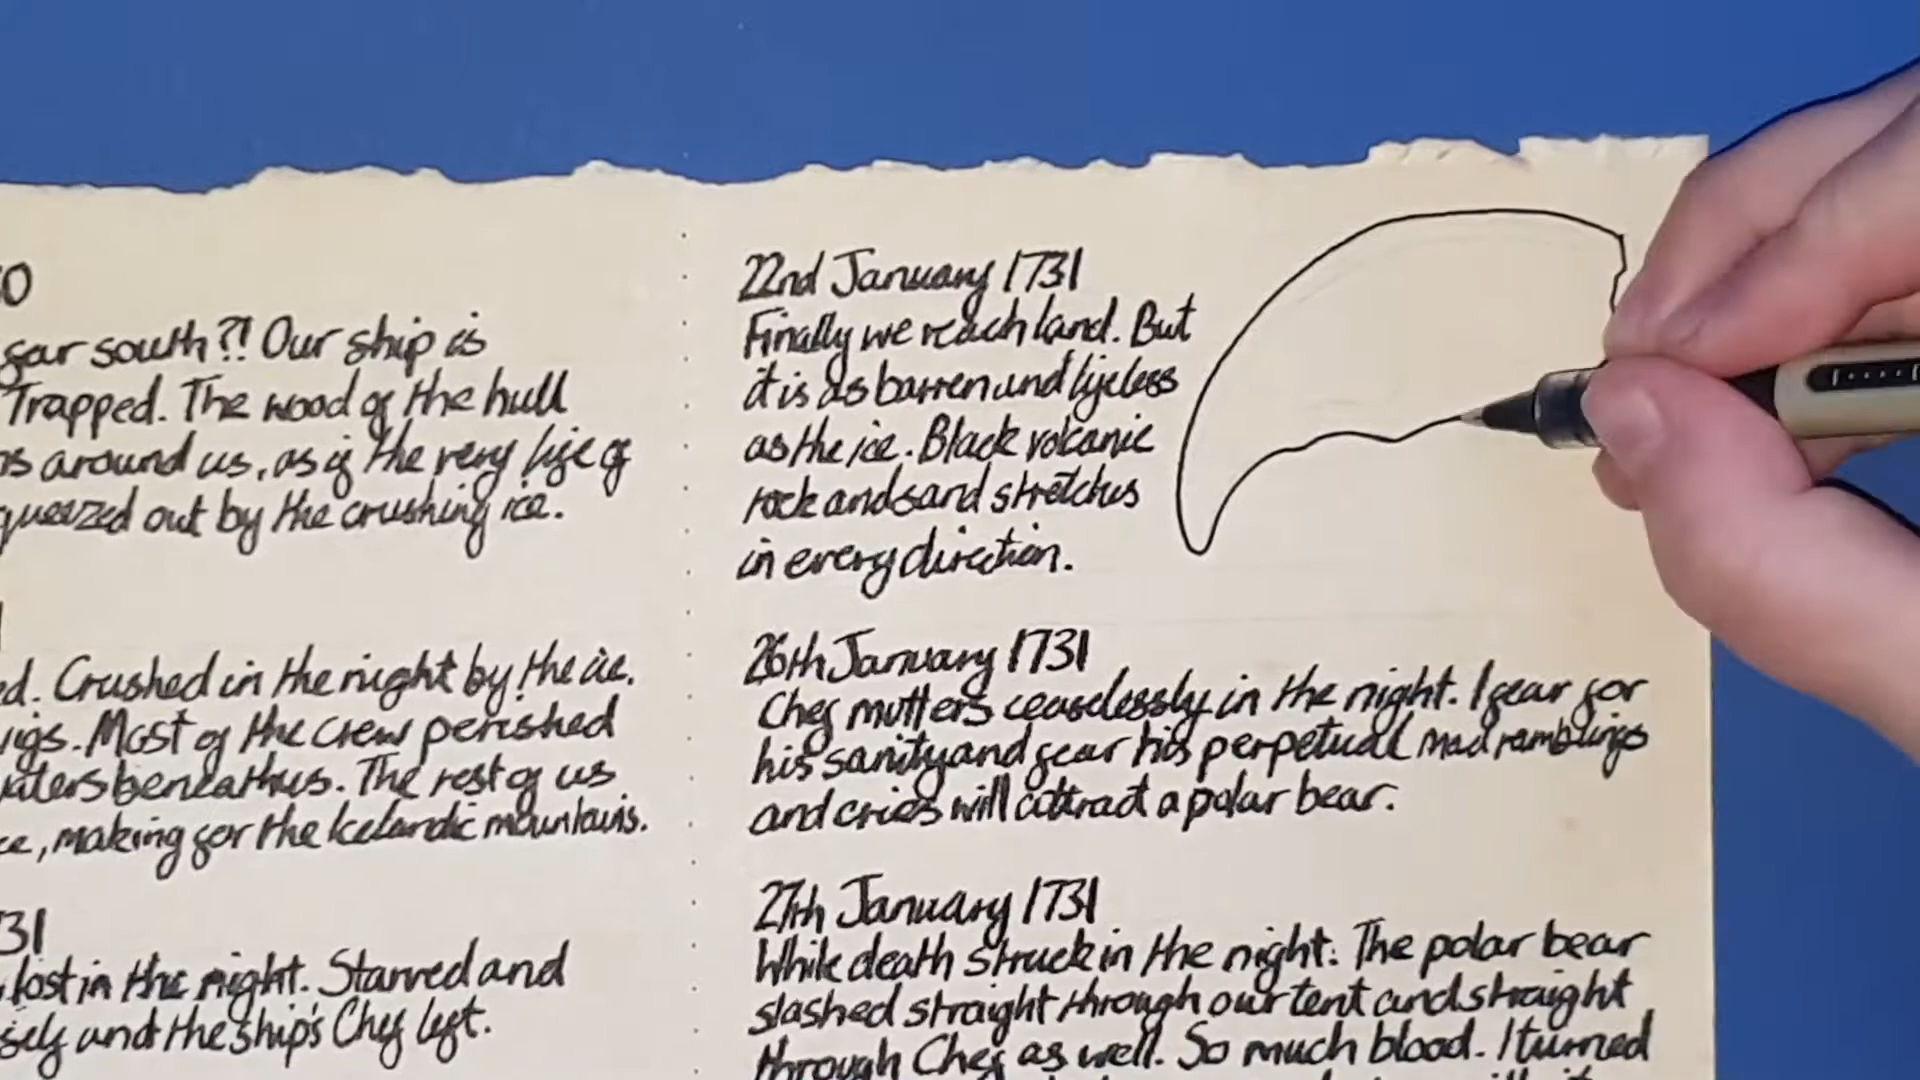 0
far south?! Our ship is
Trapped. The wood of the hull
around us, as if the very life of
queezed out by the crushing ice.
ed. Crushed in the night by the ice.
igs. Most of the crew perished
waters beneath us. The rest of us
ce, making for the Icelandic mountains.
31
lost in the night. Starved and
self and the ship's Chef left.
22nd January 1731
Finally we reach land. But
it is as barren and lifeless
as the ice. Black volcanic
rock and sand stretches
in every direction.
26th January 1731
Chef mutters ceaselessly in the night. I fear for
his sanity and fear his perpetual mad ramblings
and cries will attract a polar bear.
27th January 1731
While death struck in the night. The polar bear
slashed straight through our tent and straight
through Chef as well. So much blood. I turned